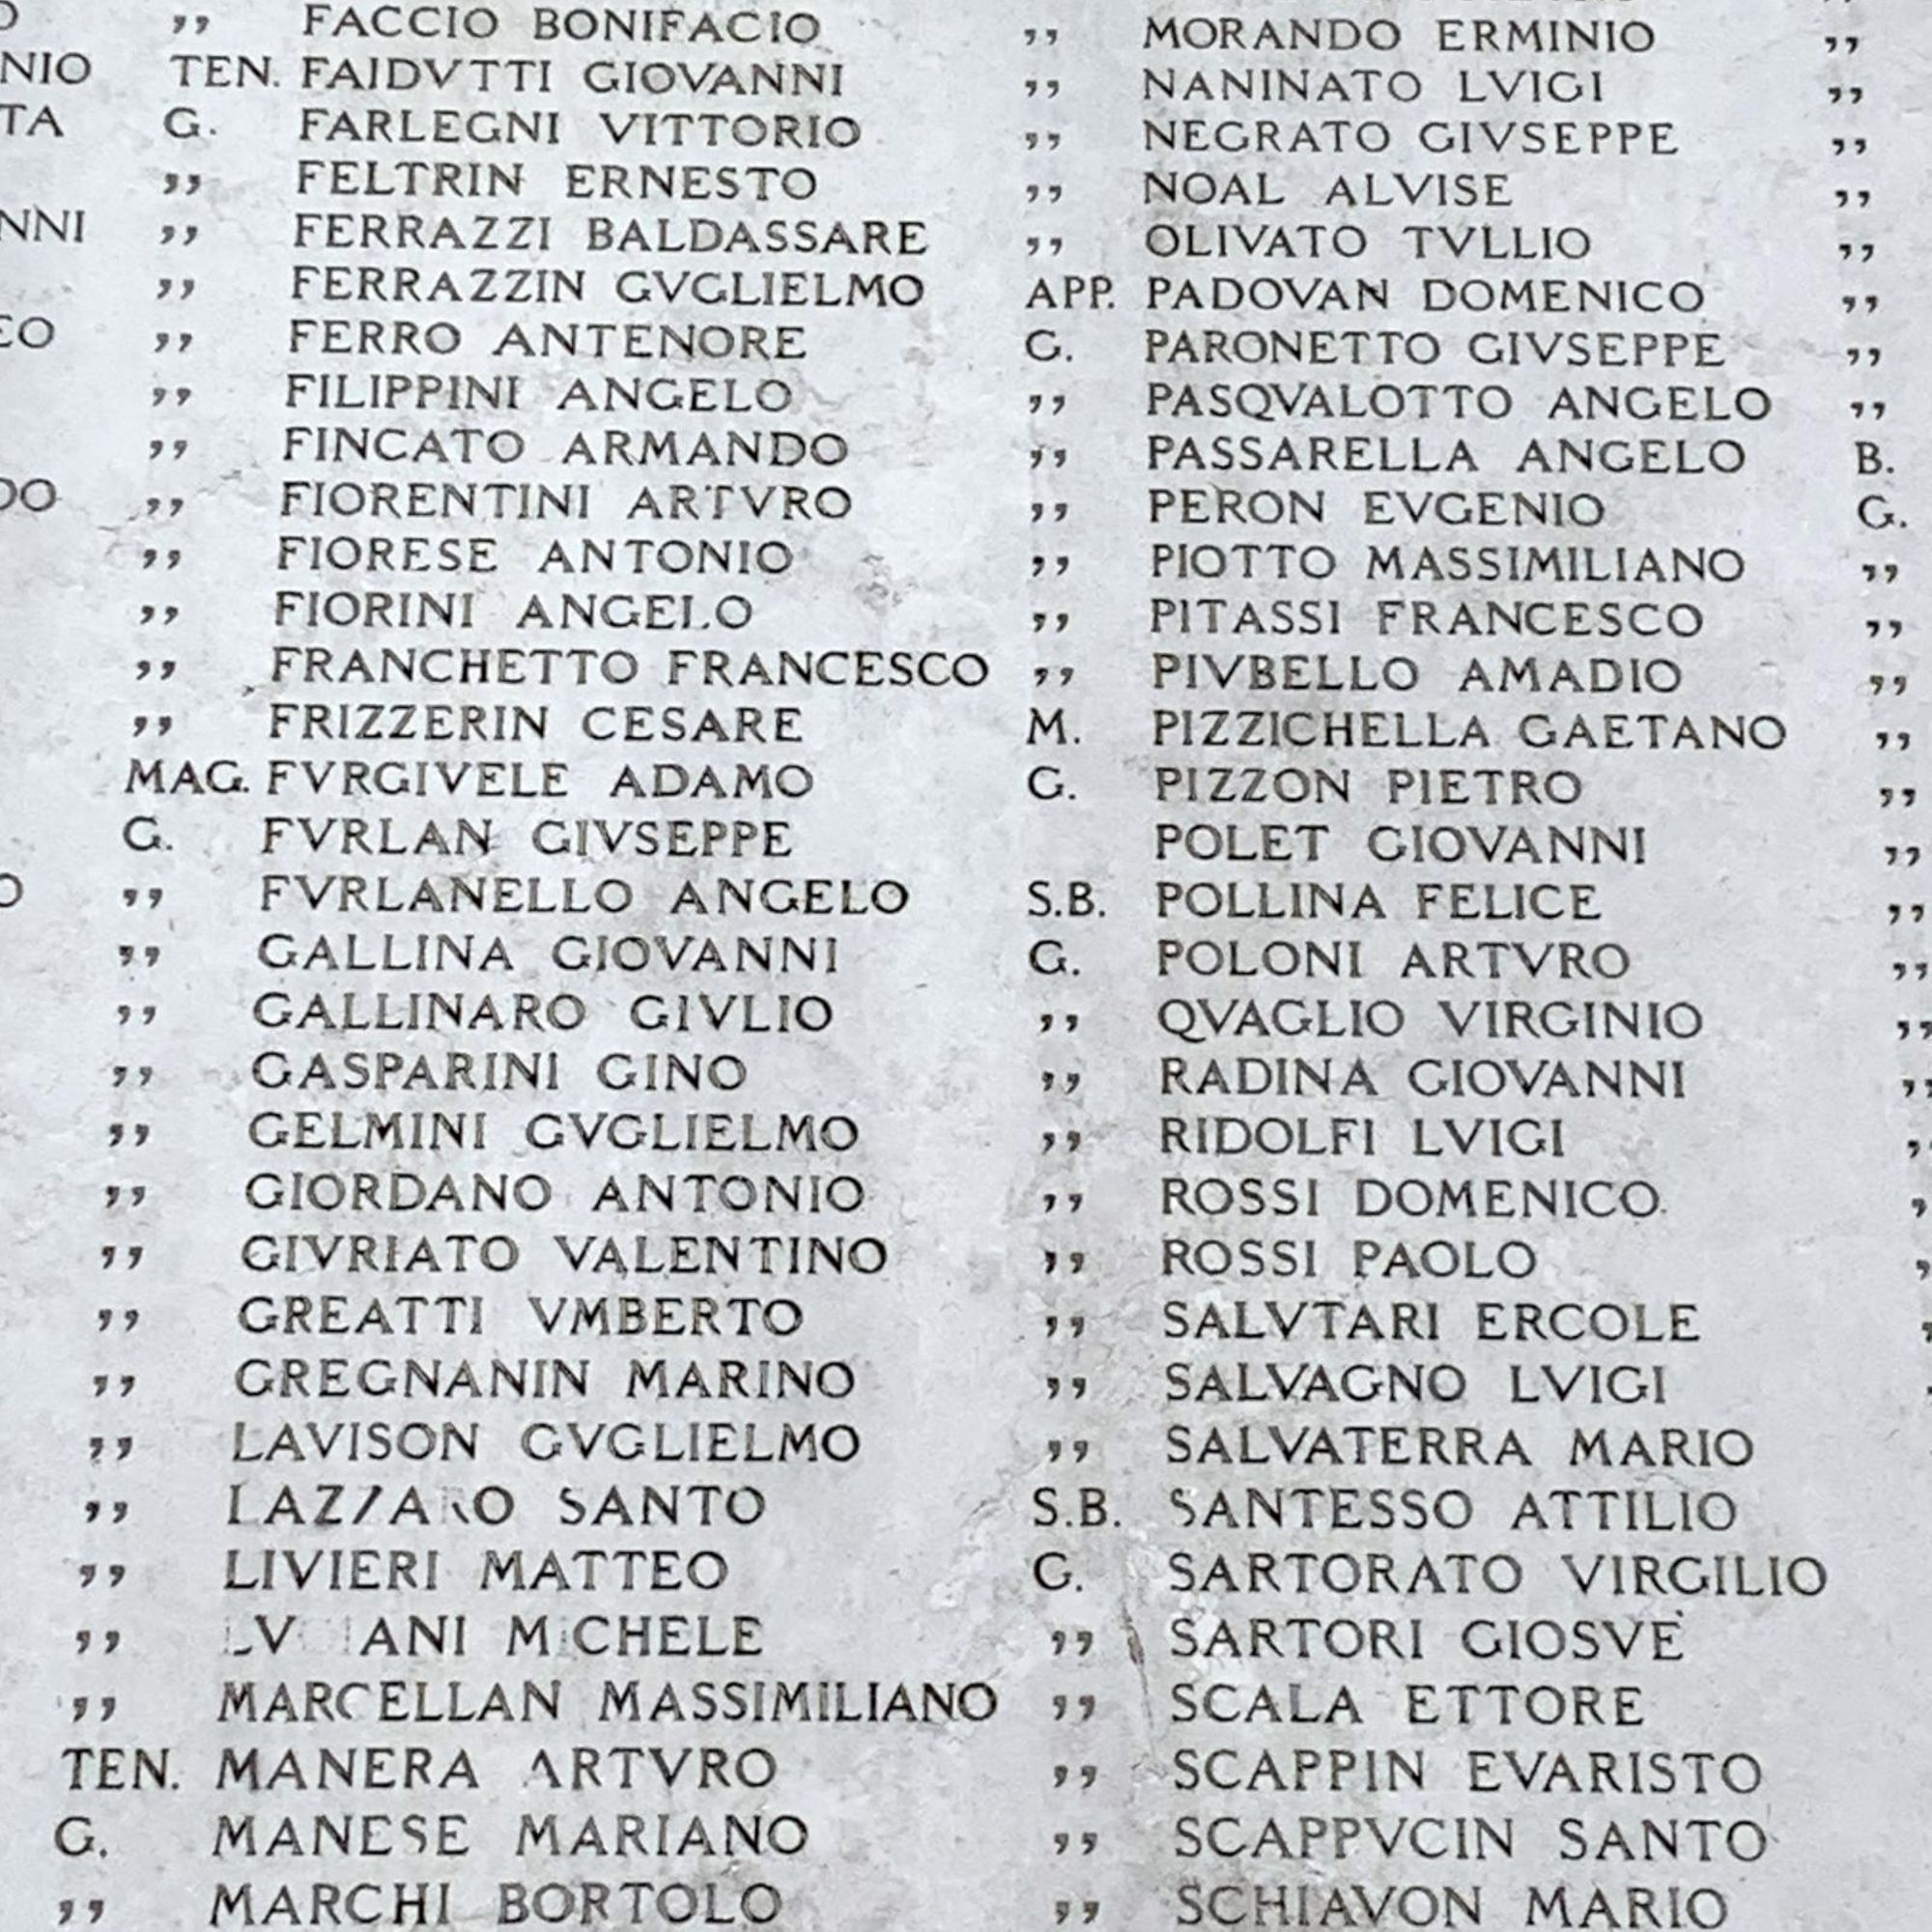 O
NIO
TA
NNI
EO
DO
O
,, FACCIO BONIFACIO
TEN. FAIDVTTI GIOVANNI
G. FARLEGNI VITTORIO
,, FELTRIN ERNESTO
,, FERRAZZI BALDASSARE
,, FERRAZZIN GVGLIELMO
,, FERRO ANTENORE
,, FILIPPINI ANGELO
,, FINCATO ARMANDO
,, FIORENTINI ARTVRO
,, FIORESE ANTONIO
,, FIORINI ANGELO
,, FRANCHETTO FRANCESCO
,, FRIZZERIN CESARE
MAG. FVRGIVELE ADAMO
G. FVRLAN GIVSEPPE
,, FVRLANELLO ANGELO
,, GALLINA GIOVANNI
,, GALLINARO GIVLIO
,, GASPARINI GINO
,, GELMINI GVGLIELMO
,, GIORDANO ANTONIO
,, GIVRIATO VALENTINO
,, GREATTI VMBERTO
,, GREGNANIN MARINO
,, LAVISON GVGLIELMO
,, LAZZARO SANTO
,, LIVIERI MATTEO
,, MICHELE
,, MARCELLAN MASSIMILIANO
TEN. MANERA ARTVRO
G. MANESE MARIANO
,, MARCHI BORTOLO
,, MORANDO ERMINIO
,, NANINATO LVIGI
,, NEGRATO GIVSEPPE
,, NOAL ALVISE
,, OLIVATO TVLLIO
APP. PADOVAN DOMENICO
G. PARONETTO GIVSEPPE
,, PASQVALOTTO ANGELO
,, PASSARELLA ANGELO
,, PERON EVGENIO
,, PIOTTO MASSIMILIANO
,, PITASSI FRANCESCO
,, PIVBELLO AMADIO
M. PIZZICHELLA GAETANO
G. PIZZON PIETRO
POLET GIOVANNI
S.B. POLLINA FELICE
G. POLONI ARTVRO
,, QVAGLIO VIRGINIO
,, RADINA GIOVANNI
,, RIDOLFI LVIGI
,, ROSSI DOMENICO
,, ROSSI PAOLO
,, SALVTARI ERCOLE
,, SALVAGNO LVIGI
,, SALVATERRA MARIO
S.B. SANTESSO ATTILIO
G. SARTORATO VIRGILIO
,, SARTORI GIOSVÈ
,, SCALA ETTORE
,, SCAPPIN EVARISTO
,, SCAPPVCIN SANTO
,, SCHIAVON MARIO
,,
,,
,,
,,
,,
,,
,,
,,
B.
G.
,,
,,
,,
,,
,,
,,
,,
,,
,,
,,